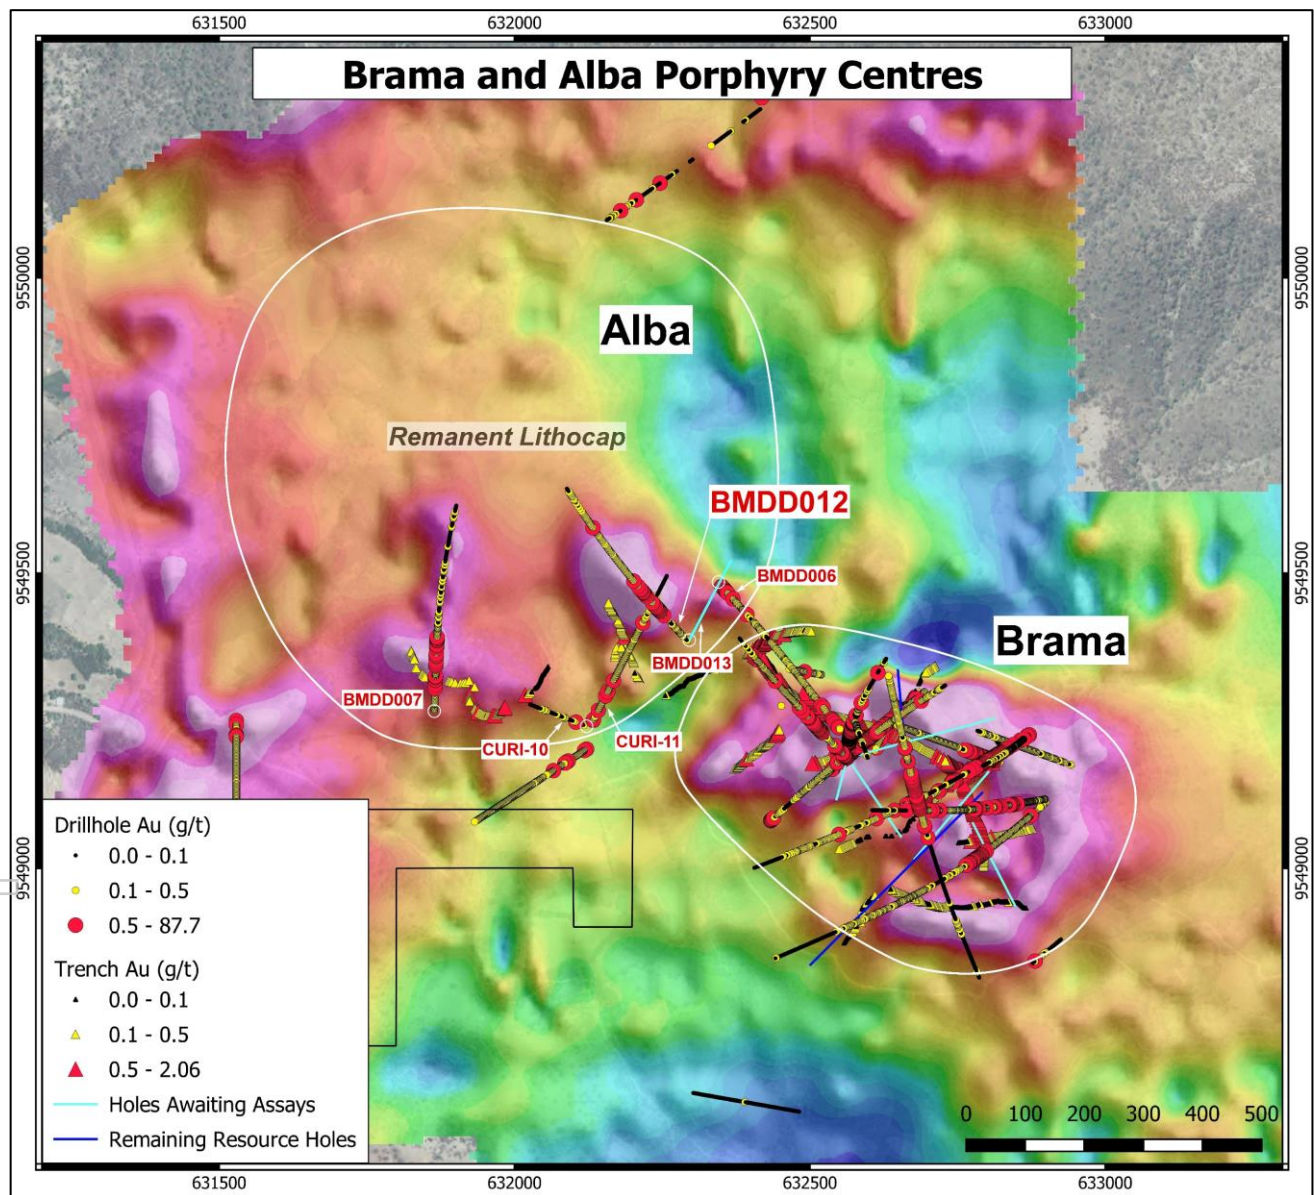 631500
632000
632500
633000
Brama and Alba Porphyry Centres
9550000
9550000
Alba
Remanent Lithocap
BMDD012
9549500
9549500
BMDD006
Brama
BMDD013
BMDD007
CURI-10
CURI-11
Drillhole Au (g/t)
0.0 - 0.1
0.1 - 0.5
0.5 - 87.7
Trench Au (g/t)
0.0 - 0.1
0.1 - 0.5
0.5 - 2.06
Holes Awaiting Assays
Remaining Resource Holes
9549000
9549000
0 100 200 300 400 500
631500
632000
632500
633000